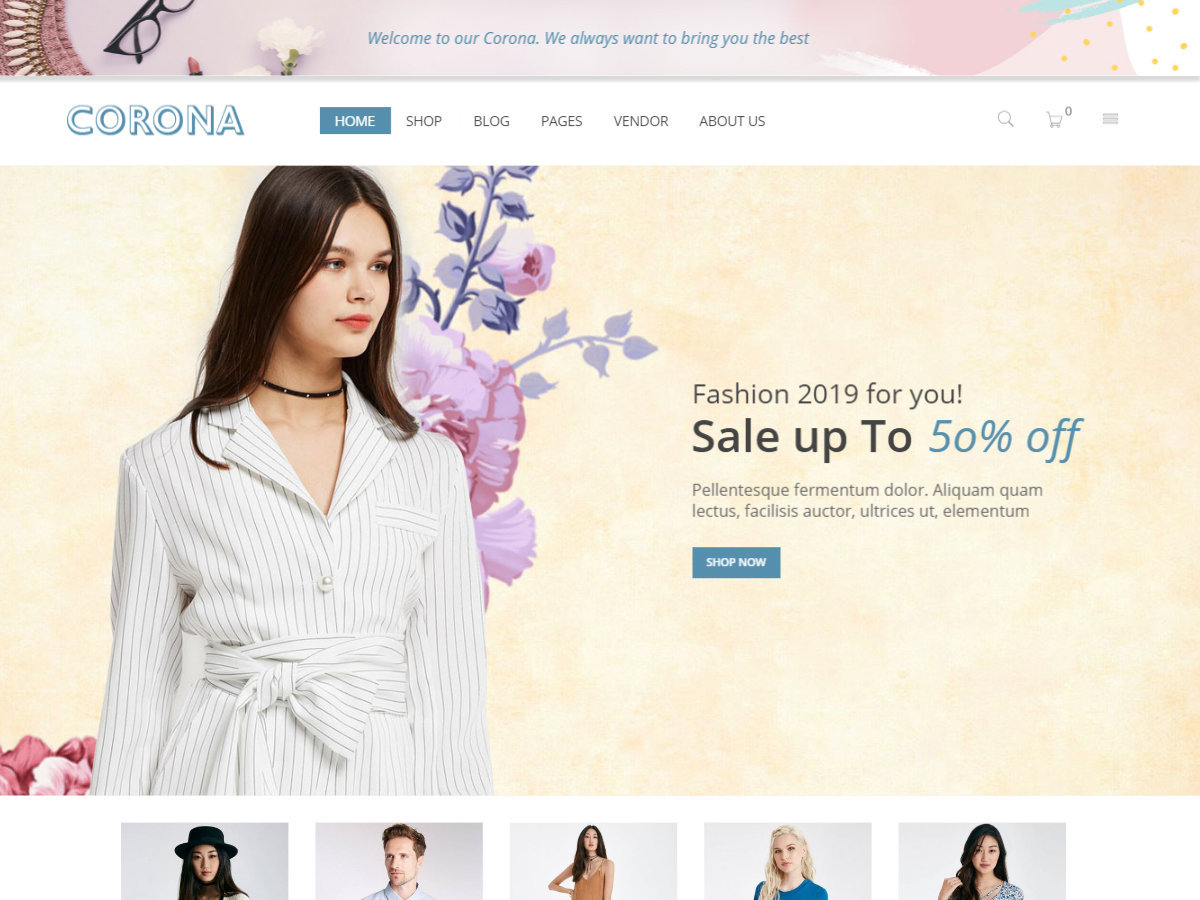 Welcome to our Corona. We always want to bring you the best
CORONA
HOME SHOP BLOG PAGES VENDOR ABOUT US
0
Fashion 2019 for you!
Sale up To 5o% off
Pellentesque fermentum dolor. Aliquam quam
lectus, facilisis auctor, ultrices ut, elementum
SHOP NOW